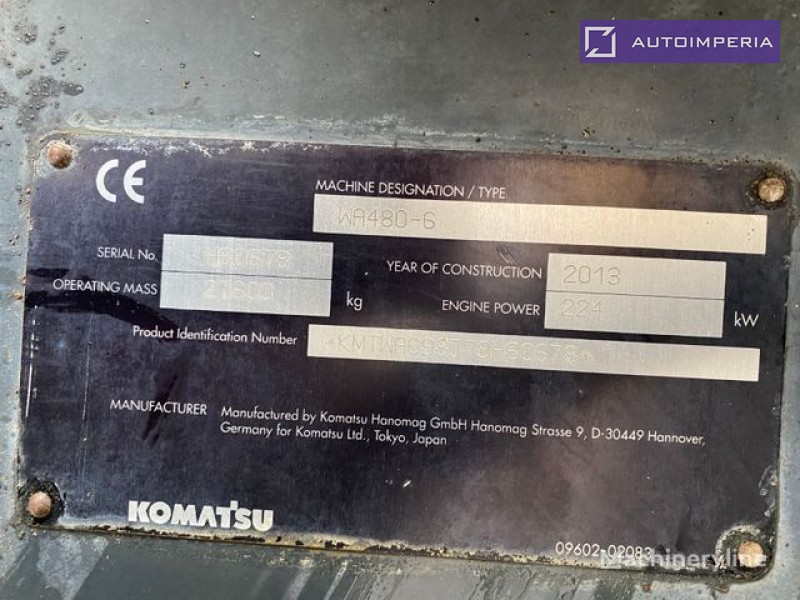 AUTOIMPERIA
CE
MACHINE DESIGNATION / TYPE
WA480-6
SERIAL No.
YEAR OF CONSTRUCTION 2013
OPERATING MASS kg
ENGINE POWER 224 kW
Product Identification Number
MANUFACTURER Manufactured by Komatsu Hanomag GmbH Hanomag Strasse 9, D-30449 Hannover,
Germany for Komatsu Ltd., Tokyo, Japan
KOMATSU
09602-02083
Machineryline